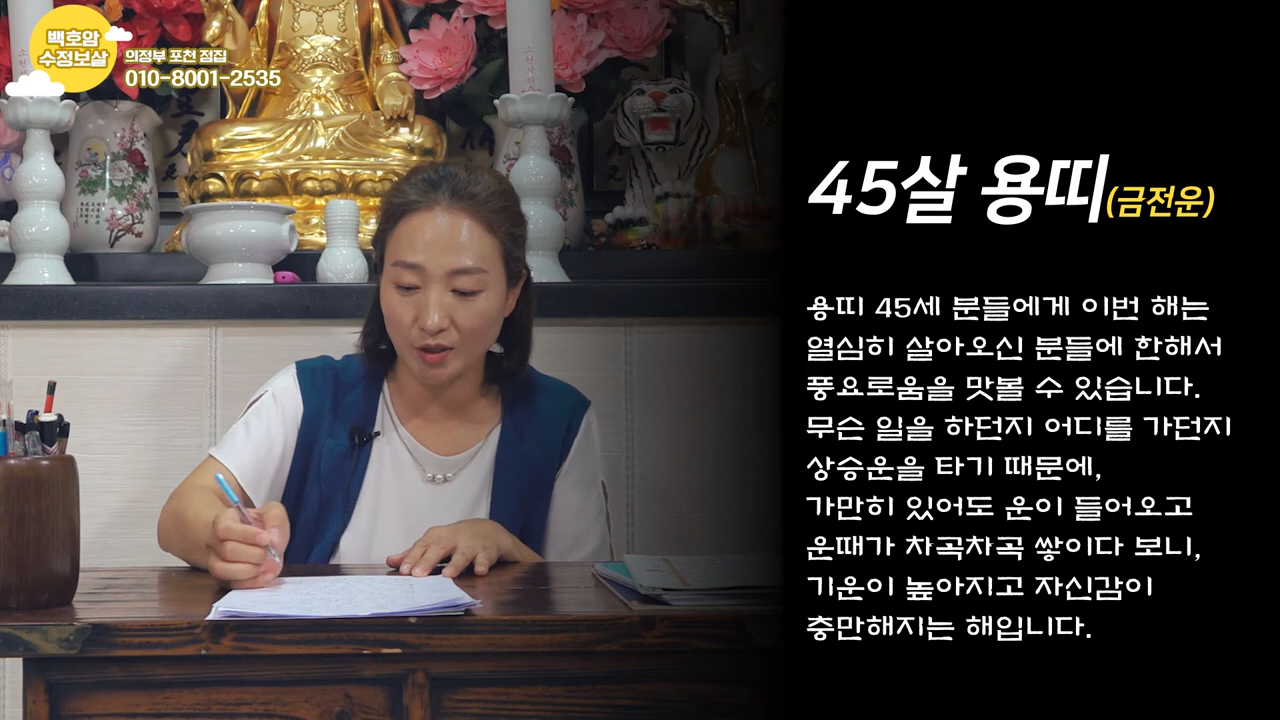 백호암
수정보살
의정부 포천 점집
010-8001-2535
45살 용띠(금전운)
용띠 45세 분들에게 이번 해는
열심히 살아오신 분들에 한해서
풍요로움을 맛볼 수 있습니다.
무슨 일을 하던지 어디를 가던지
상승운을 타기 때문에,
가만히 있어도 운이 들어오고
운때가 차곡차곡 쌓이다 보니,
기운이 높아지고 자신감이
충만해지는 해입니다.